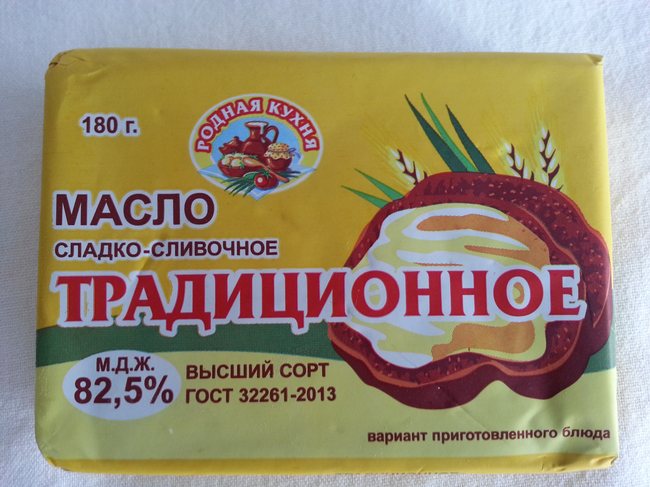 180 г.
РОДНАЯ КУХНЯ
МАСЛО
СЛАДКО-СЛИВОЧНОЕ
ТРАДИЦИОННОЕ
М.Д.Ж.
82,5%
ВЫСШИЙ СОРТ
ГОСТ 32261-2013
вариант приготовленного блюда